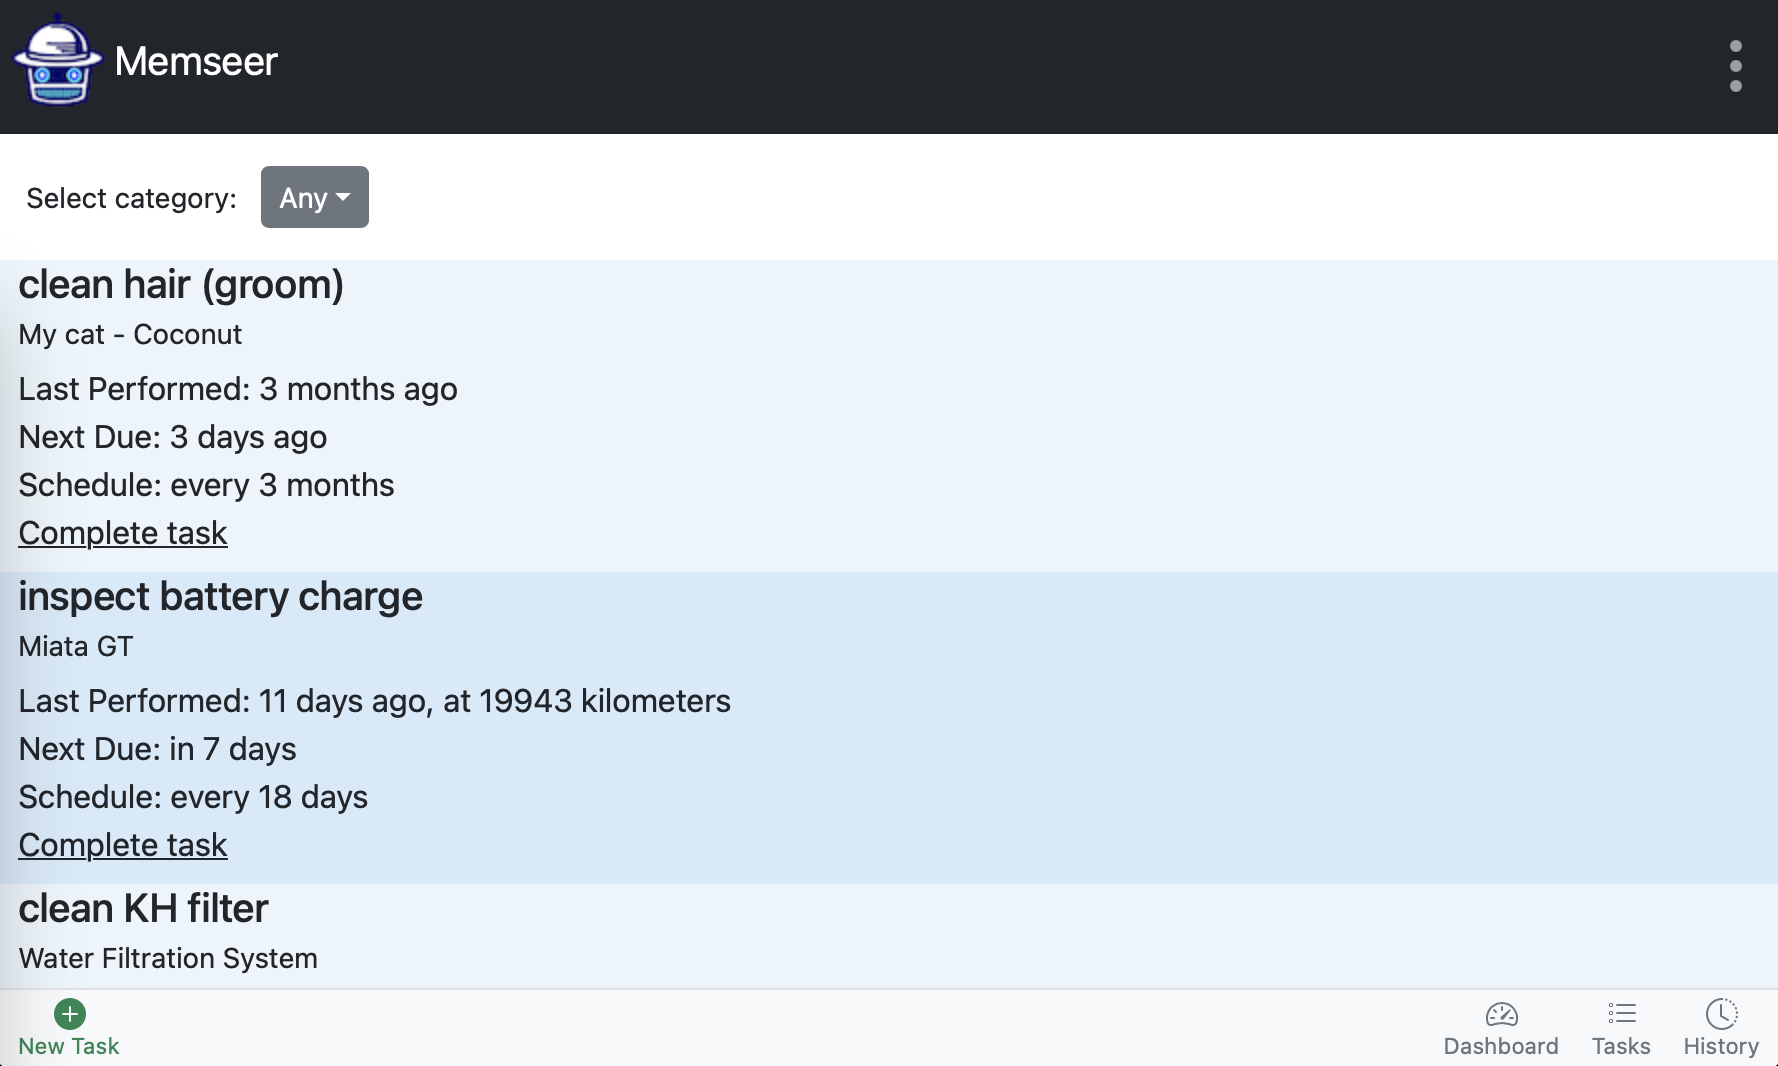 Memseer
Select category: Any
clean hair (groom)
My cat - Coconut
Last Performed: 3 months ago
Next Due: 3 days ago
Schedule: every 3 months
Complete task
inspect battery charge
Miata GT
Last Performed: 11 days ago, at 19943 kilometers
Next Due: in 7 days
Schedule: every 18 days
Complete task
clean KH filter
Water Filtration System
New Task
Dashboard
Tasks
History